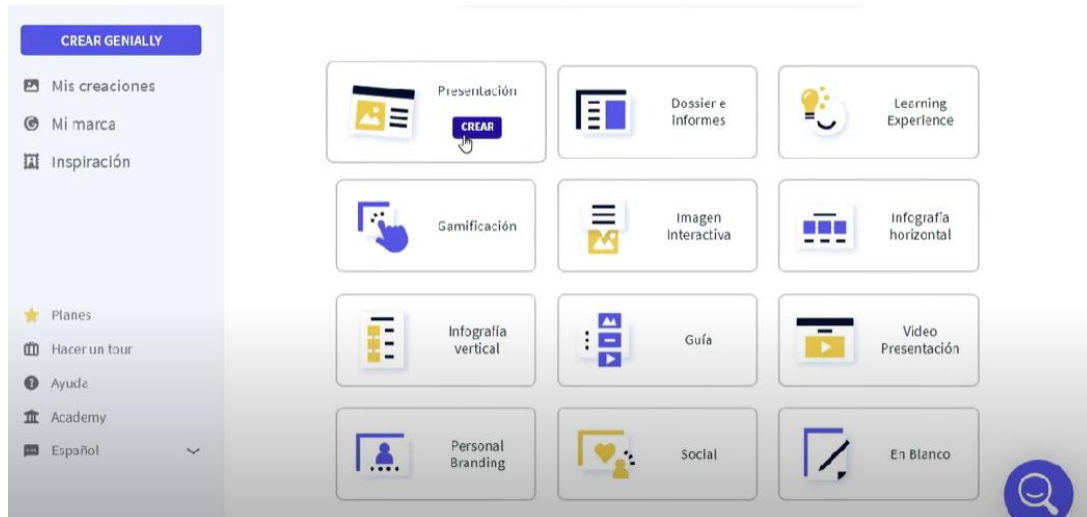 CREAR GENIALLY
Mis creaciones
Mi marca
Inspiración
Planes
Hacer un tour
Ayuda
Academy
Español
Presentación
CREAR
Dossier e
Informes
Learning
Experience
Gamificación
Imagen
Interactiva
Infografía
horizontal
Infografía
vertical
Guía
Video
Presentación
Personal
Branding
Social
En Blanco